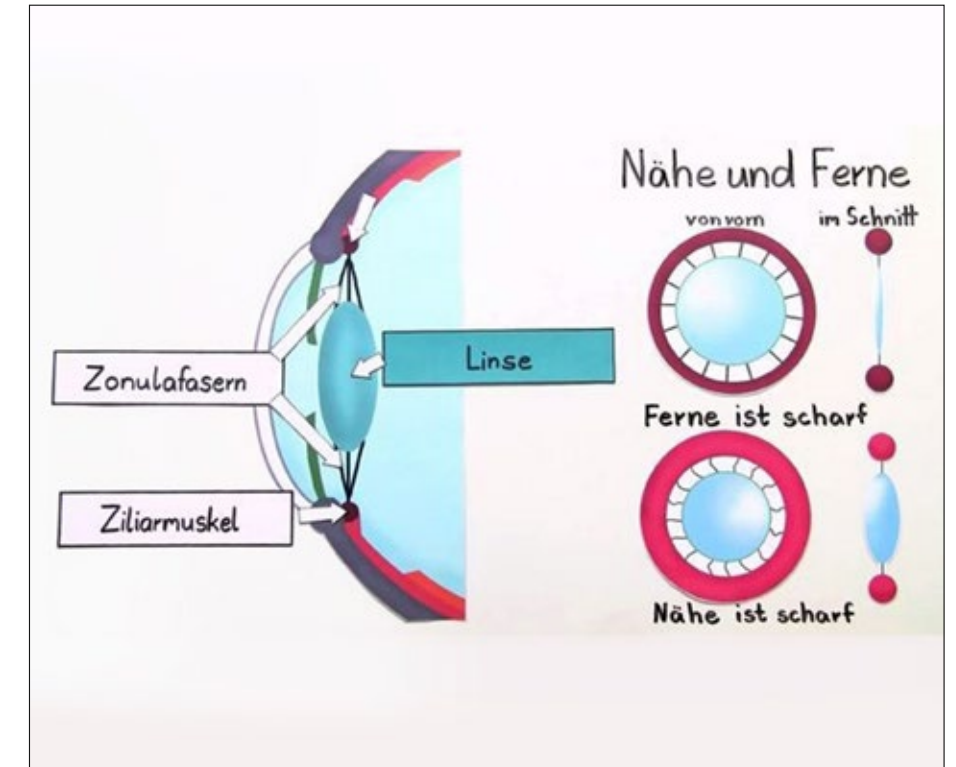 Nähe und Ferne
von vorn
im Schnitt
Zonulafasern
Linse
Ferne ist scharf
Ziliarmuskel
Nähe ist scharf